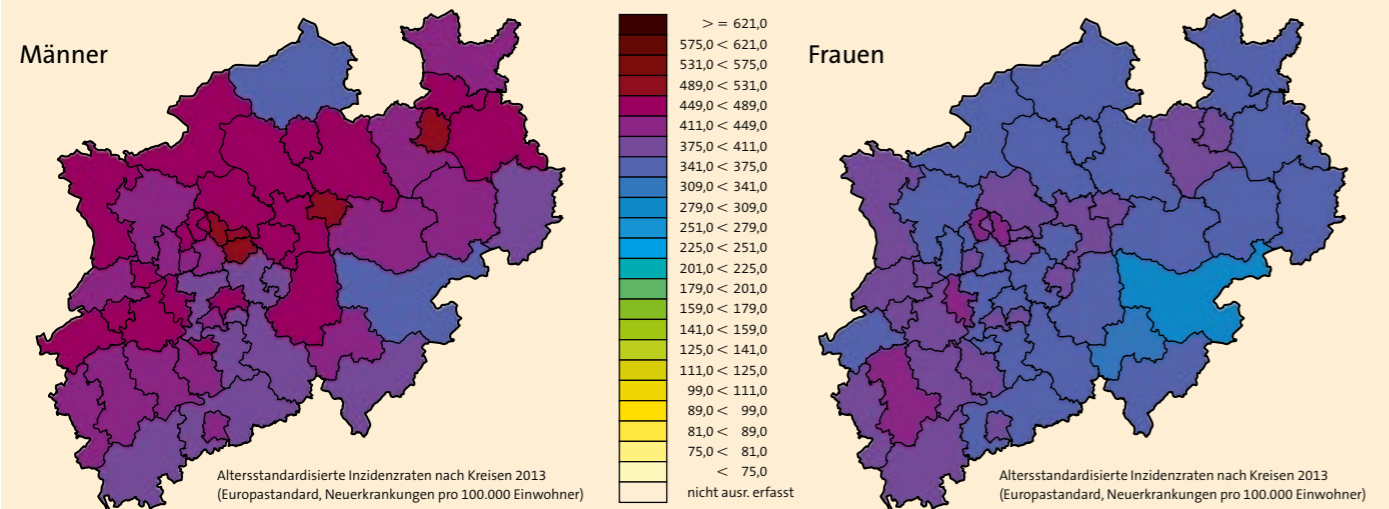 Männer
> = 621,0
575,0 < 621,0
531,0 < 575,0
489,0 < 531,0
449,0 < 489,0
411,0 < 449,0
375,0 < 411,0
341,0 < 375,0
309,0 < 341,0
279,0 < 309,0
251,0 < 279,0
225,0 < 251,0
201,0 < 225,0
179,0 < 201,0
159,0 < 179,0
141,0 < 159,0
125,0 < 141,0
111,0 < 125,0
99,0 < 111,0
89,0 < 99,0
81,0 < 89,0
75,0 < 81,0
< 75,0
nicht ausr. erfasst
Frauen
Altersstandardisierte Inzidenzraten nach Kreisen 2013
(Europastandard, Neuerkrankungen pro 100.000 Einwohner)
Altersstandardisierte Inzidenzraten nach Kreisen 2013
(Europastandard, Neuerkrankungen pro 100.000 Einwohner)